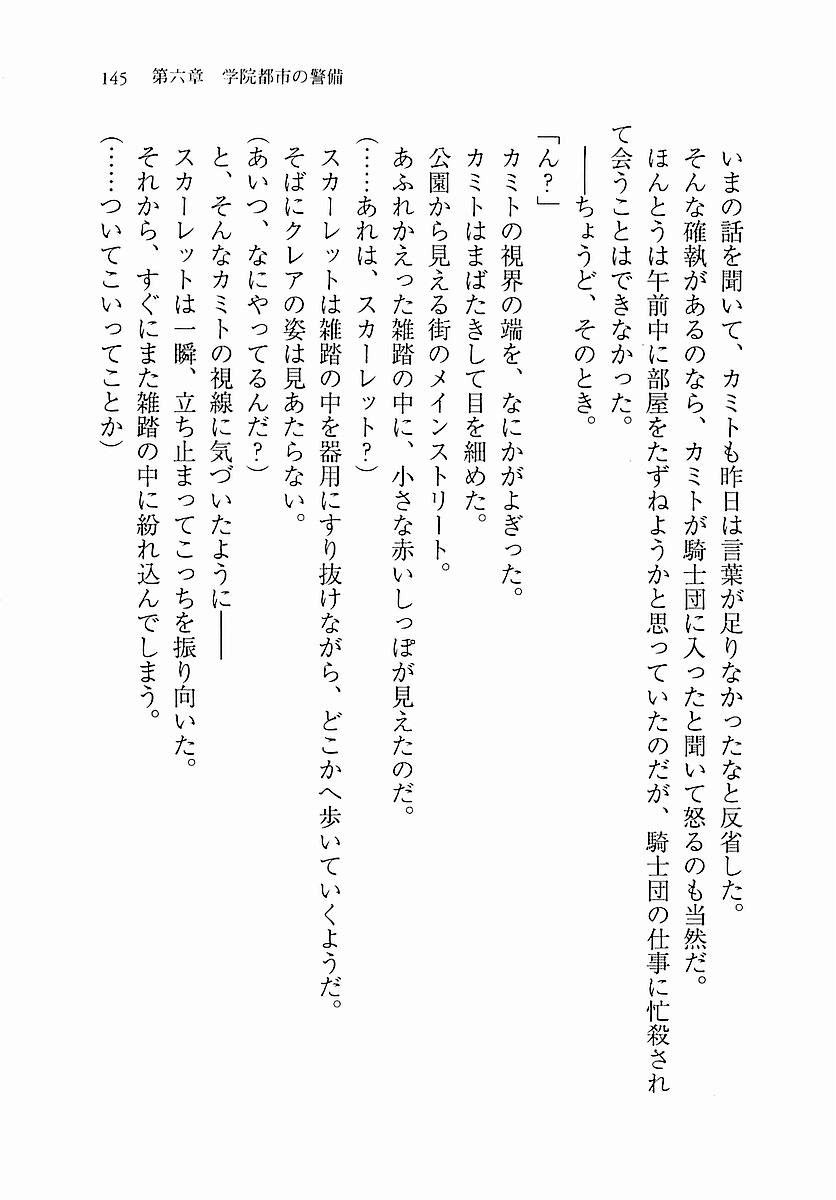 145　第六章　学院都市の警備
いまの話を聞いて、カミトも昨日は言葉が足りなかったなと反省した。
そんな確執があるのなら、カミトが騎士団に入ったと聞いて怒るのも当然だ。
ほんとうは午前中に部屋をたずねようかと思っていたのだが、騎士団の仕事に忙殺され
て会うことはできなかった。
――ちょうど、そのとき。
「ん？」
カミトの視界の端を、なにかがよぎった。
カミトはまばたきして目を細めた。
公園から見える街のメインストリート。
あふれかえった雑踏の中に、小さな赤いしっぽが見えたのだ。
（……あれは、スカーレット？）
スカーレットは雑踏の中を器用にすり抜けながら、どこかへ歩いていくようだ。
そばにクレアの姿は見あたらない。
（あいつ、なにやってるんだ？）
と、そんなカミトの視線に気づいたように――
スカーレットは一瞬、立ち止まってこっちを振り向いた。
それから、すぐにまた雑踏の中に紛れ込んでしまう。
（……ついてこいってことか）